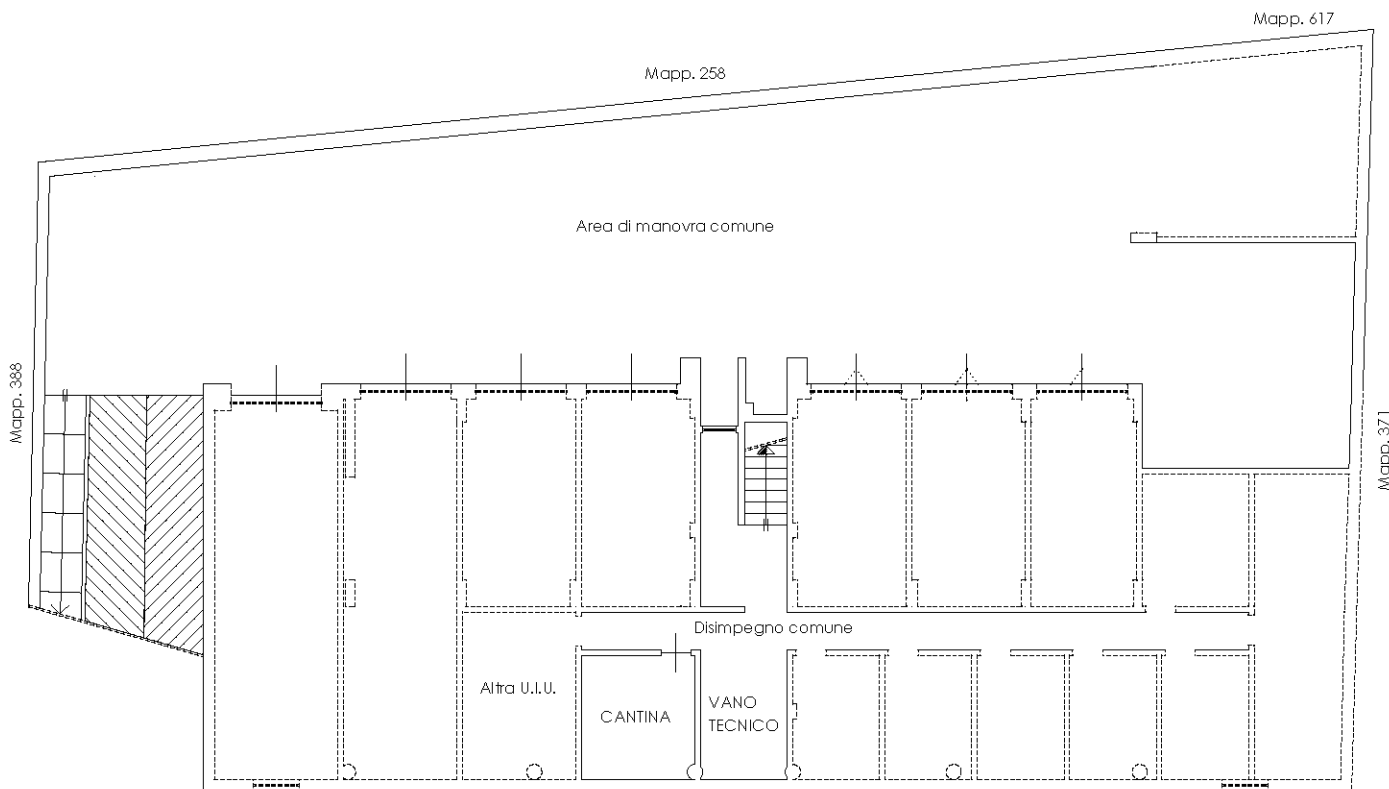 Mapp. 617
Mapp. 258
Area di manovra comune
Mapp. 388
Mapp. 371
Disimpegno comune
Altra U.I.U.
CANTINA
VANO
TECNICO